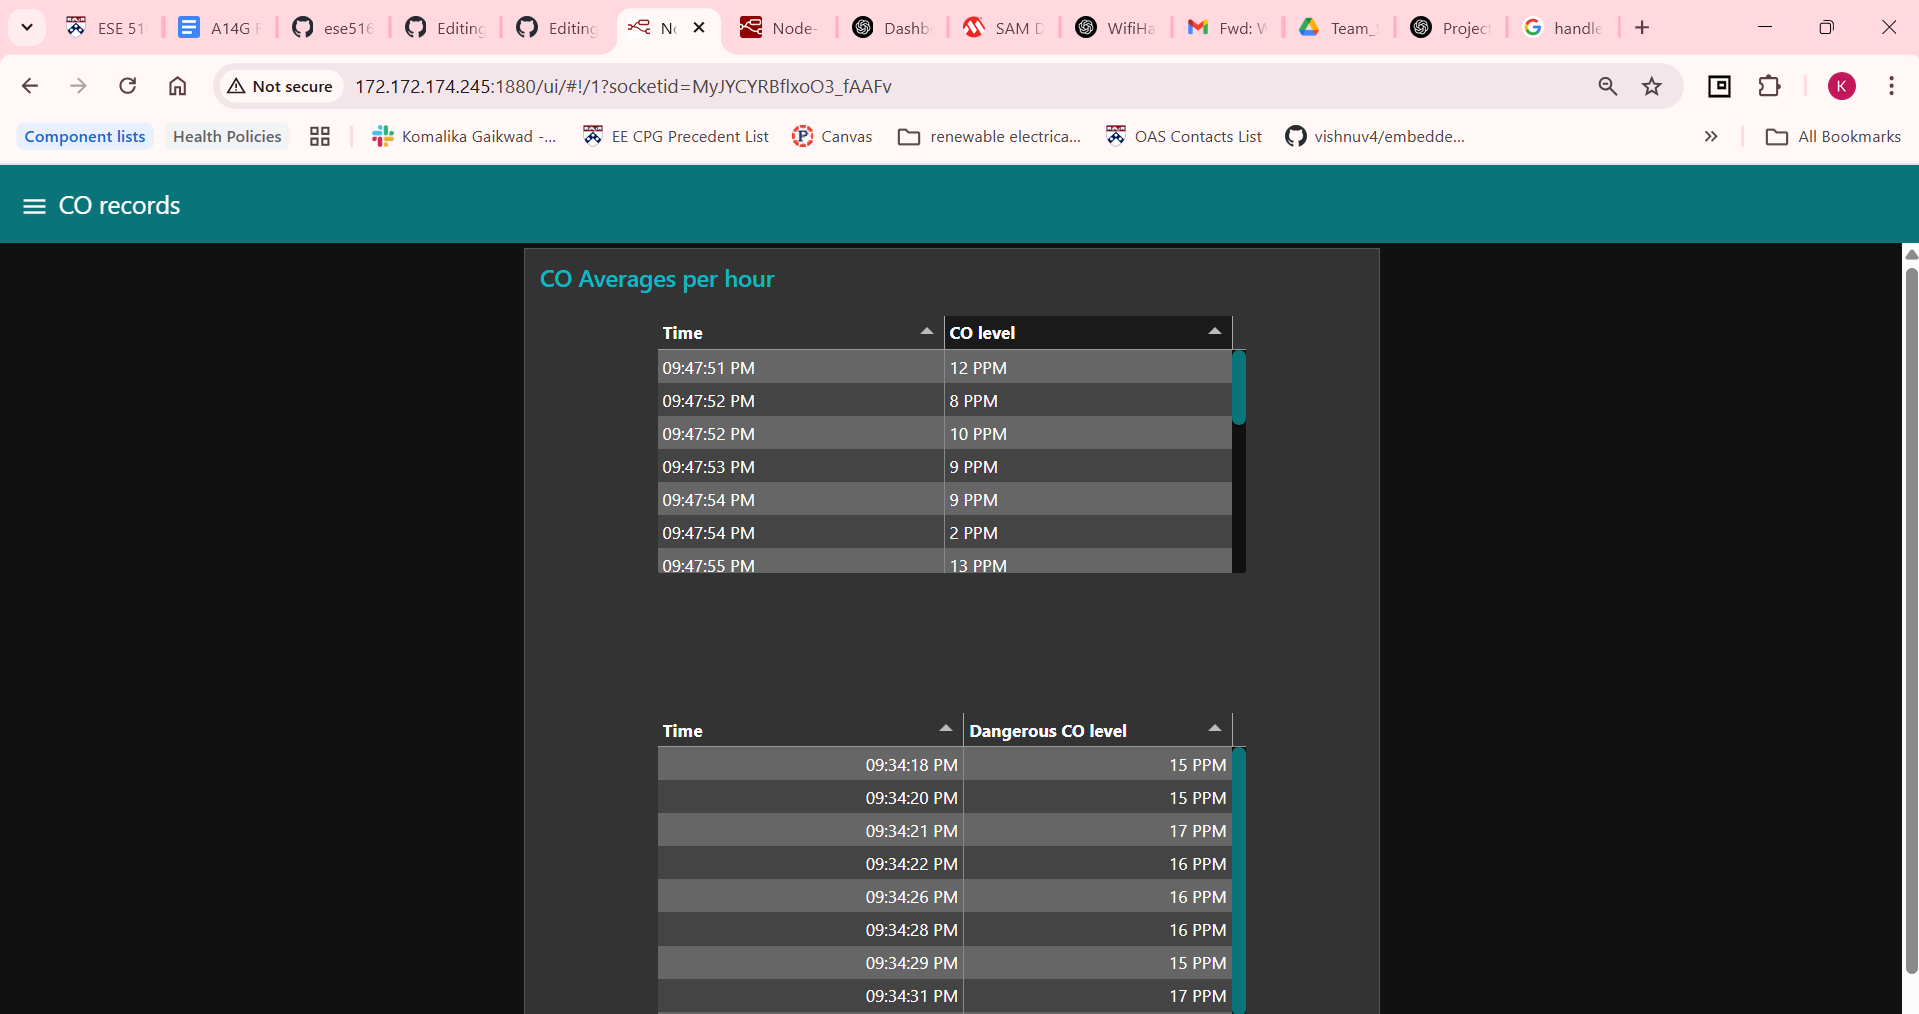 ESE 51
A14G F
ese516
Editing
Editing
No
Node-
Dashb
SAM D
WifiHa
Fwd: W
Team_S
Project
handle
Not secure
172.172.174.245:1880/ui/#!/1?socketid=MyJYCYRBflxoO3_fAAFv
K
Component lists
Health Policies
Komalika Gaikwad -...
EE CPG Precedent List
Canvas
renewable electrica...
OAS Contacts List
vishnuv4/embedde...
All Bookmarks
CO records
CO Averages per hour
Time CO level
09:47:51 PM 12 PPM
09:47:52 PM 8 PPM
09:47:52 PM 10 PPM
09:47:53 PM 9 PPM
09:47:54 PM 9 PPM
09:47:54 PM 2 PPM
09:47:55 PM 13 PPM
Time Dangerous CO level
09:34:18 PM 15 PPM
09:34:20 PM 15 PPM
09:34:21 PM 17 PPM
09:34:22 PM 16 PPM
09:34:26 PM 16 PPM
09:34:28 PM 16 PPM
09:34:29 PM 15 PPM
09:34:31 PM 17 PPM